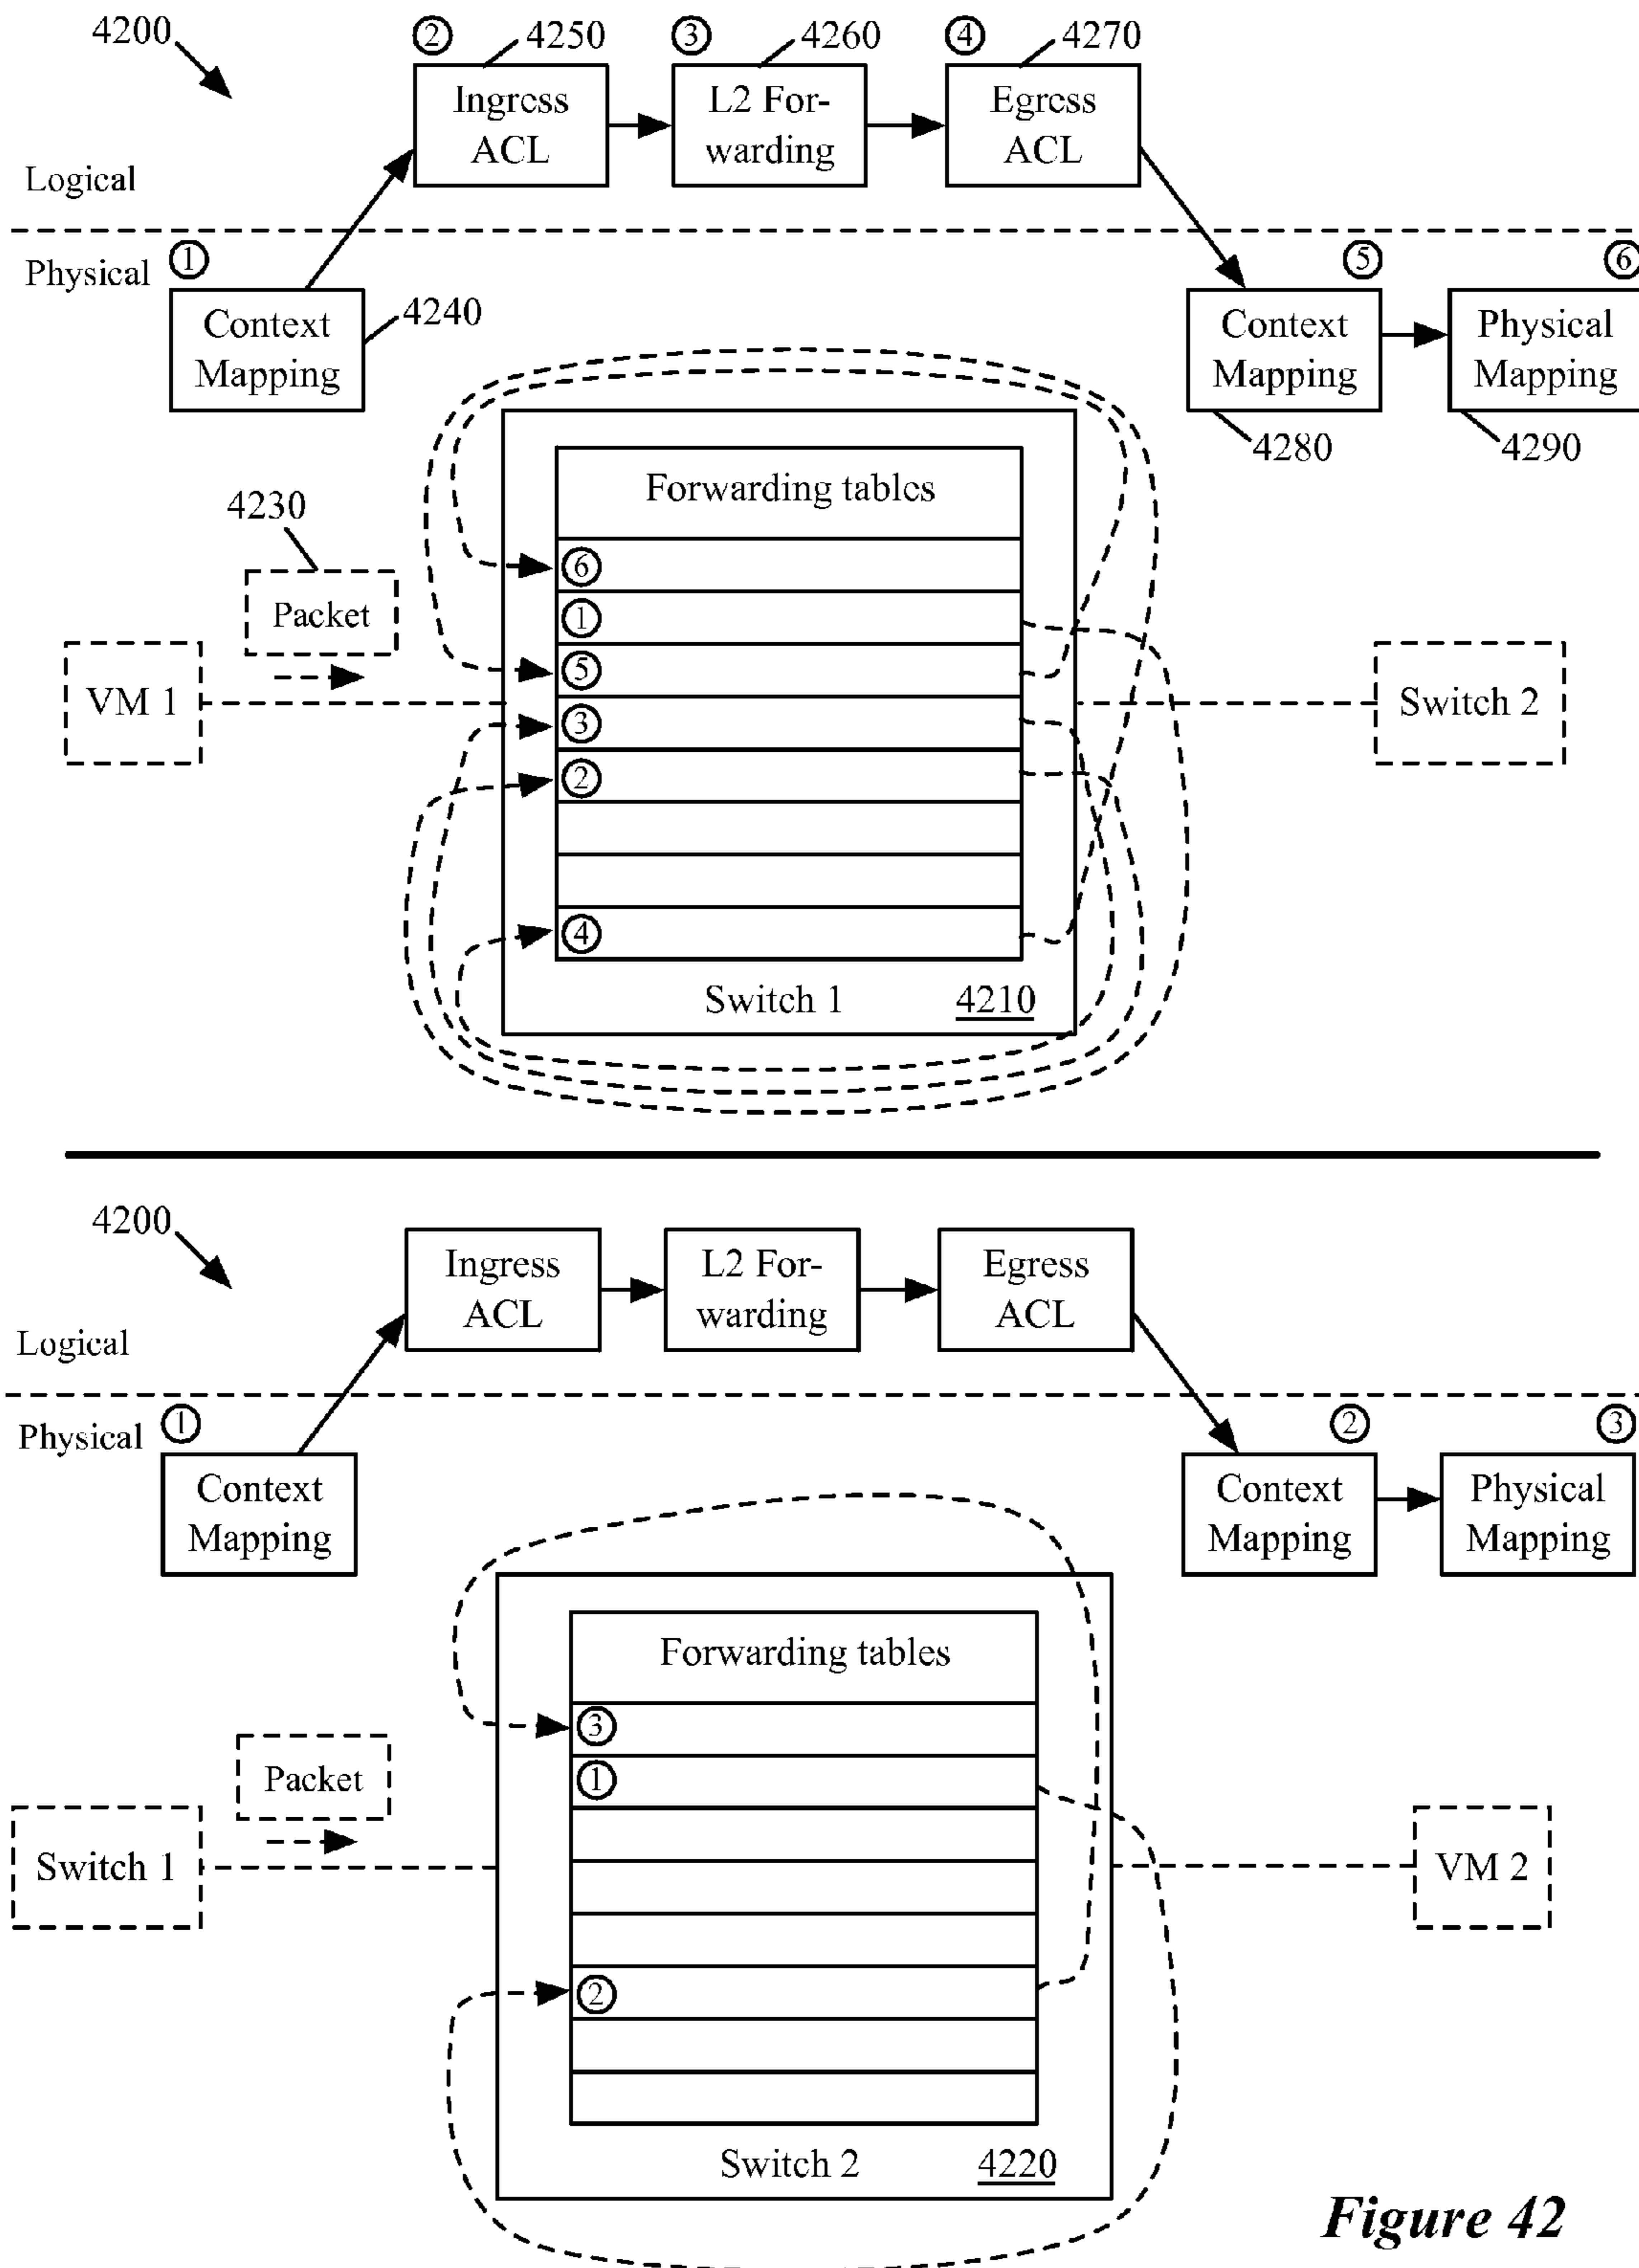 4200
② 4250 ③ 4260 ④ 4270
Ingress
ACL
L2 For-
warding
Egress
ACL
Logical
Physical
①
Context
Mapping
4240
⑤
Context
Mapping
4280
⑥
Physical
Mapping
4290
Forwarding tables
⑥
①
⑤
③
②
④
Switch 1 4210
4230
Packet
VM 1
Switch 2
4200
Ingress
ACL
L2 For-
warding
Egress
ACL
Logical
Physical
①
Context
Mapping
②
Context
Mapping
③
Physical
Mapping
Forwarding tables
③
①
②
Switch 2 4220
Packet
Switch 1
VM 2
Figure 42